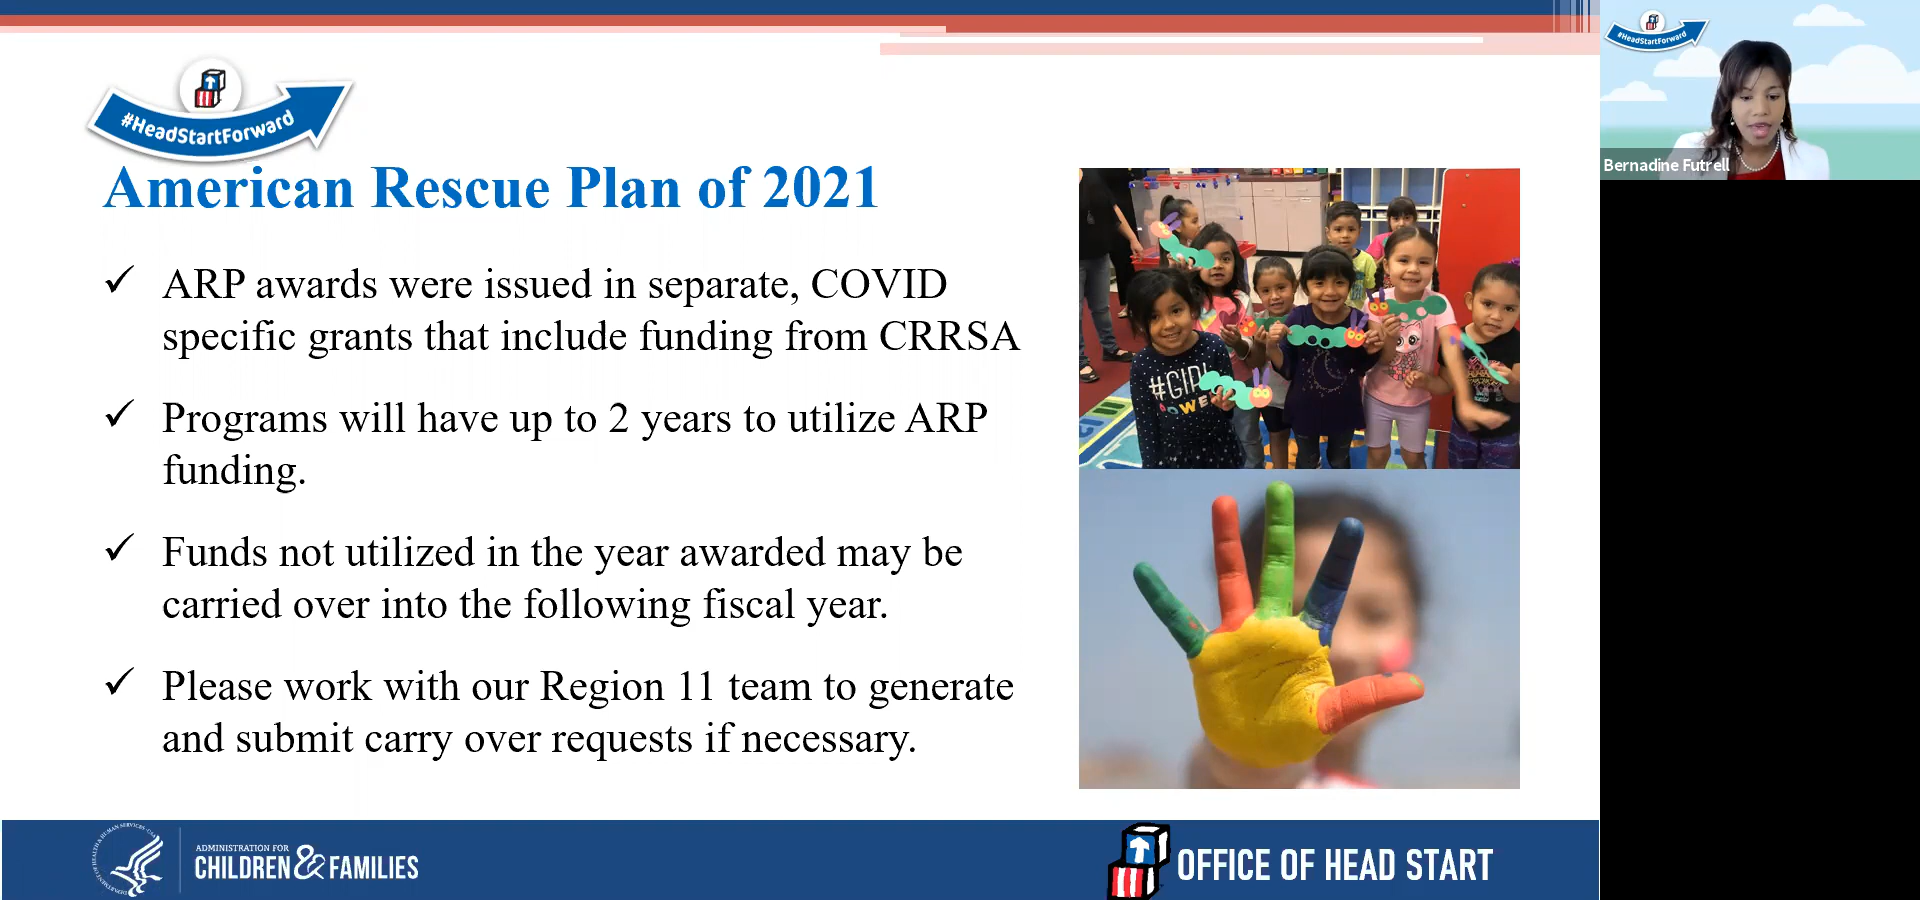 #HeadStartForward
American Rescue Plan of 2021
✓ ARP awards were issued in separate, COVID
specific grants that include funding from CRRSA
✓ Programs will have up to 2 years to utilize ARP
funding.
✓ Funds not utilized in the year awarded may be
carried over into the following fiscal year.
✓ Please work with our Region 11 team to generate
and submit carry over requests if necessary.
#GIRL
POWER
ADMINISTRATION FOR
CHILDREN & FAMILIES
OFFICE OF HEAD START
#HeadStartForward
Bernadine Futrell